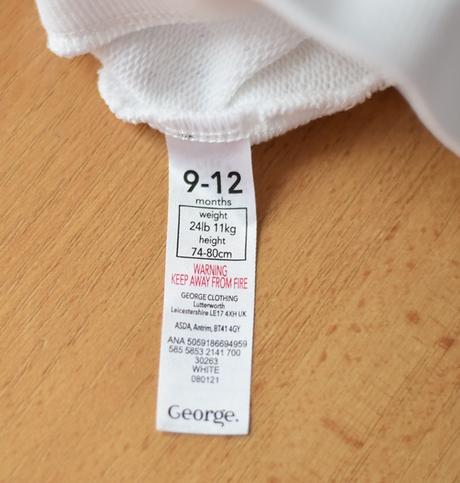 9-12
months
weight
24lb 11kg
height
74-80cm
WARNING
KEEP AWAY FROM FIRE
GEORGE CLOTHING
Lutterworth
Leicestershire LE17 4XH UK
ASDA, Antrim, BT41 4GY
ANA 5059186694959
585 5853 2141 700
30263
WHITE
080121
George.